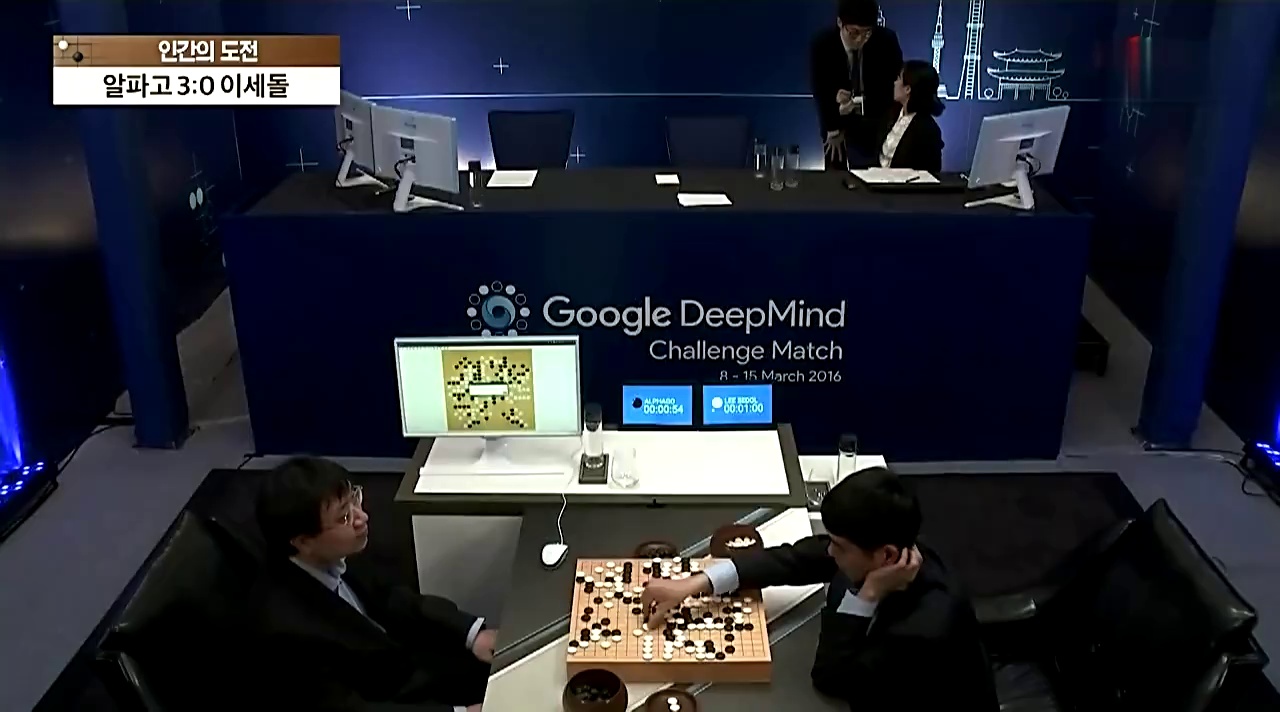 인간의 도전
알파고 3:0 이세돌
Google DeepMind
Challenge Match
8 - 15 March 2016
ALPHAGO
00:00:54
LEE SEDOL
00:01:00